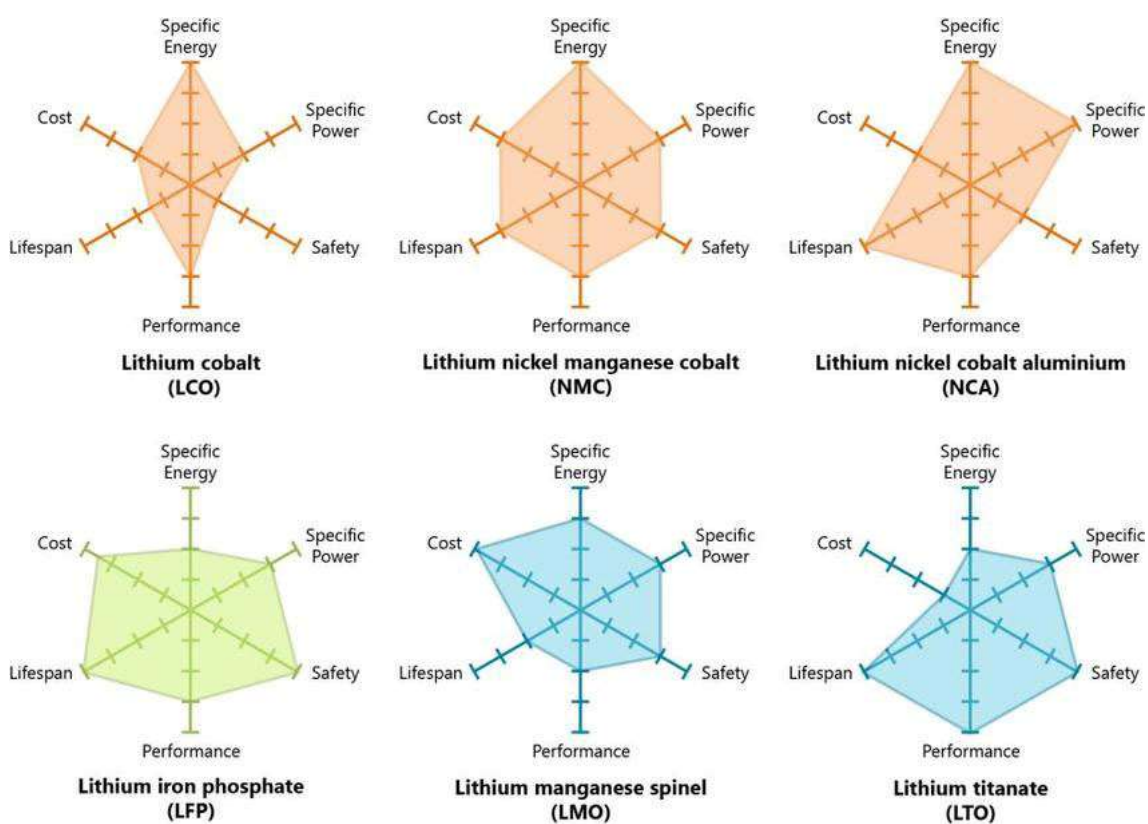 Specific
Energy
Cost
Specific
Power
Lifespan
Safety
Performance
Lithium cobalt
(LCO)
Specific
Energy
Cost
Specific
Power
Lifespan
Safety
Performance
Lithium nickel manganese cobalt
(NMC)
Specific
Energy
Cost
Specific
Power
Lifespan
Safety
Performance
Lithium nickel cobalt aluminium
(NCA)
Specific
Energy
Cost
Specific
Power
Lifespan
Safety
Performance
Lithium iron phosphate
(LFP)
Specific
Energy
Cost
Specific
Power
Lifespan
Safety
Performance
Lithium manganese spinel
(LMO)
Specific
Energy
Cost
Specific
Power
Lifespan
Safety
Performance
Lithium titanate
(LTO)